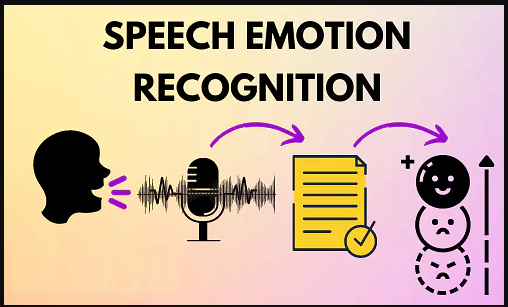 SPEECH EMOTION
RECOGNITION
+